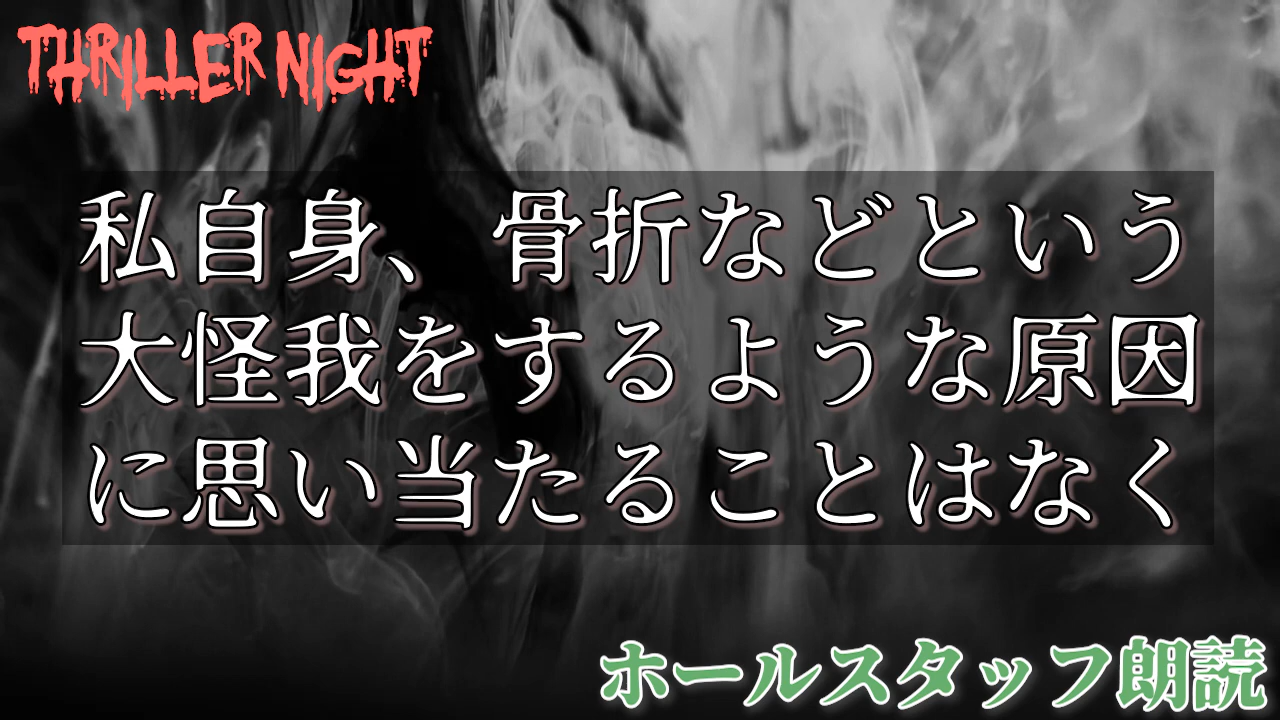 THRILLER NIGHT
私自身、骨折などという
大怪我をするような原因
に思い当たることはなく
ホールスタッフ朗読